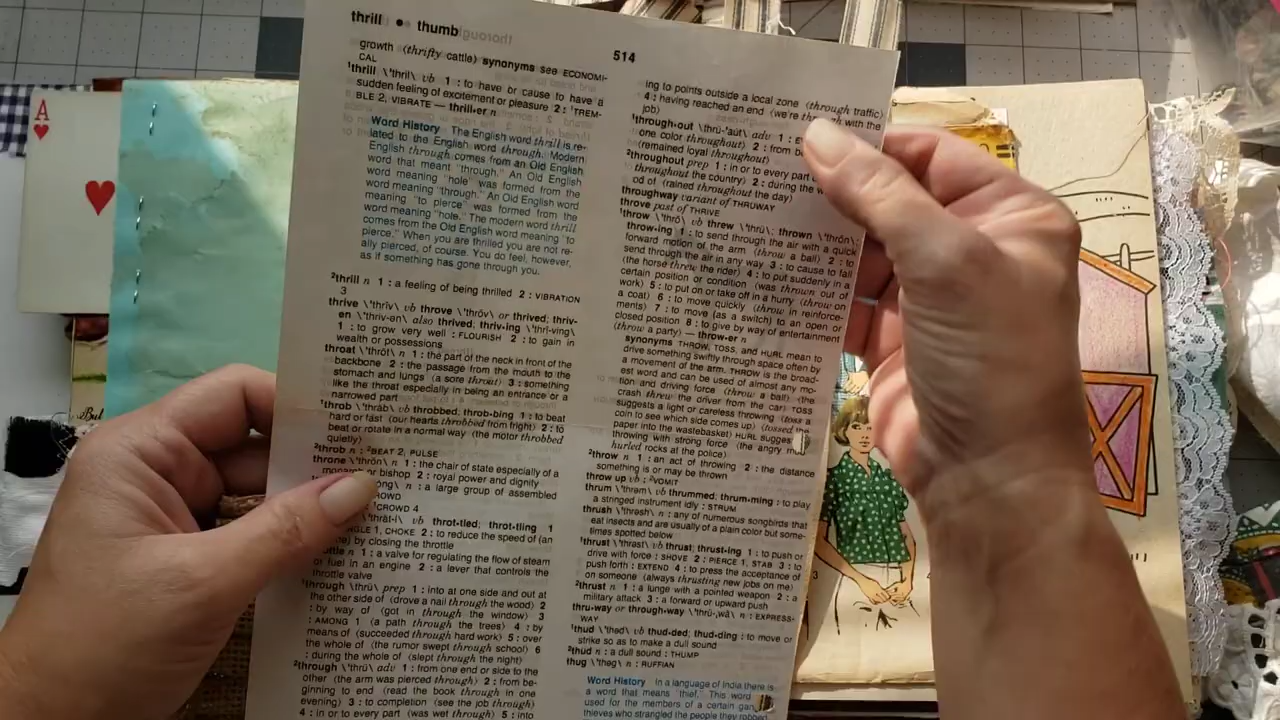 thrill ● thumb
514
growth ⟨thrifty cattle⟩ synonyms see ECONOMI-
CAL
¹thrill \'thril\ vb 1 : to have or cause to have a
sudden feeling of excitement or pleasure 2 : ¹TREM-
BLE 2, VIBRATE — thrill·er n
Word History The English word thrill is re-
lated to the English word through. Modern
English through comes from an Old English
word that meant "through." An Old English
word meaning "hole" was formed from the
word meaning "through." An Old English word
meaning "to pierce" was formed from the
word meaning "hole." The modern word thrill
comes from the Old English word meaning "to
pierce." When you are thrilled you are not re-
ally pierced, of course. You do feel, however,
as if something has gone through you.
²thrill n 1 : a feeling of being thrilled 2 : VIBRATION
3
thrive \'thrīv\ vb throve \'thrōv\ or thrived; thriv-
en \'thriv-ən\ also thrived; thriv·ing \'thrī-ving\
1 : to grow very well : FLOURISH 2 : to gain in
wealth or possessions
throat \'thrōt\ n 1 : the part of the neck in front of the
backbone 2 : the passage from the mouth to the
stomach and lungs ⟨a sore throat⟩ 3 : something
like the throat especially in being an entrance or a
narrowed part
¹throb \'thräb\ vb throbbed; throb·bing 1 : to beat
hard or fast ⟨our hearts throbbed from fright⟩ 2 : to
beat or rotate in a normal way ⟨the motor throbbed
quietly⟩
²throb n : ²BEAT 2, PULSE
throne \'thrōn\ n 1 : the chair of state especially of a
or bishop 2 : royal power and dignity
n : a large group of assembled
CROWD 4
vb throt·tled; throt·tling 1
CHOKE 2 : to reduce the speed of (an
by closing the throttle
n 1 : a valve for regulating the flow of steam
or fuel in an engine 2 : a lever that controls the
throttle valve
¹through \'thrü\ prep 1 : into at one side and out at
the other side of ⟨drove a nail through the wood⟩ 2
: by way of ⟨got in through the window⟩ 3
: AMONG 1 ⟨a path through the trees⟩ 4 : by
means of ⟨succeeded through hard work⟩ 5 : over
the whole of ⟨the rumor swept through school⟩ 6
: during the whole of ⟨slept through the night⟩
²through \'thrü\ adv 1 : from one end or side to the
other ⟨the arm was pierced through⟩ 2 : from be-
ginning to end ⟨read the book through in one
evening⟩ 3 : to completion ⟨see the job through⟩
4 : in or to every part ⟨was wet through⟩ 5 : into
ing to points outside a local zone ⟨through traffic⟩
4 : having reached an end ⟨we're through with the
job⟩
¹through·out \thrü-'aůt\ adv 1 :
one color throughout⟩ 2 : from
⟨remained loyal throughout⟩
²throughout prep 1 : in or to every part
throughout the country⟩ 2 : during the
od of ⟨rained throughout the day⟩
throughway variant of THRUWAY
throve past of THRIVE
¹throw \'thrō\ vb threw \'thrü\; thrown \'thrōn\;
throw·ing 1 : to send through the air with a quick
forward motion of the arm ⟨throw a ball⟩ 2 : to
send through the air in any way 3 : to cause to fall
⟨the horse threw the rider⟩ 4 : to put suddenly in a
certain position or condition ⟨was thrown out of
work⟩ 5 : to put on or take off in a hurry ⟨throw on
a coat⟩ 6 : to move quickly ⟨throw in reinforce-
ments⟩ 7 : to move (as a switch) to an open or
closed position 8 : to give by way of entertainment
⟨throw a party⟩ — throw·er n
synonyms THROW, TOSS, and HURL mean to
drive something swiftly through space often by
a movement of the arm. THROW is the broad-
est word and can be used of almost any mo-
tion and driving force ⟨throw a ball⟩ ⟨the
crash threw the driver from the car⟩ TOSS
suggests a light or careless throwing ⟨toss a
coin to see which side comes up⟩ ⟨tossed the
paper into the wastebasket⟩ HURL suggests
throwing with strong force ⟨the angry
hurled rocks at the police⟩
²throw n 1 : an act of throwing 2 : the distance
something is or may be thrown
throw up vb : ²VOMIT
thrum \'thrəm\ vb thrummed; thrum·ming : to play
a stringed instrument idly : STRUM
thrush \'thrəsh\ n : any of numerous songbirds that
eat insects and are usually of a plain color but some-
times spotted below
¹thrust \'thrəst\ vb thrust; thrust·ing 1 : to push or
drive with force : SHOVE 2 : PIERCE 1, STAB 3 : to
push forth : EXTEND 4 : to press the acceptance of
on someone ⟨always thrusting new jobs on me⟩
²thrust n 1 : a lunge with a pointed weapon 2 : a
military attack 3 : a forward or upward push
thru·way or through·way \'thrü-,wā\ n : EXPRESS-
WAY
¹thud \'thəd\ vb thud·ded; thud·ding : to move or
strike so as to make a dull sound
²thud n : a dull sound : THUMP
thug \'thəg\ n : RUFFIAN
Word History In a language of India there is
a word that means "thief." This word
used for the members of a certain gang
thieves who strangled the people they robbed
A
3